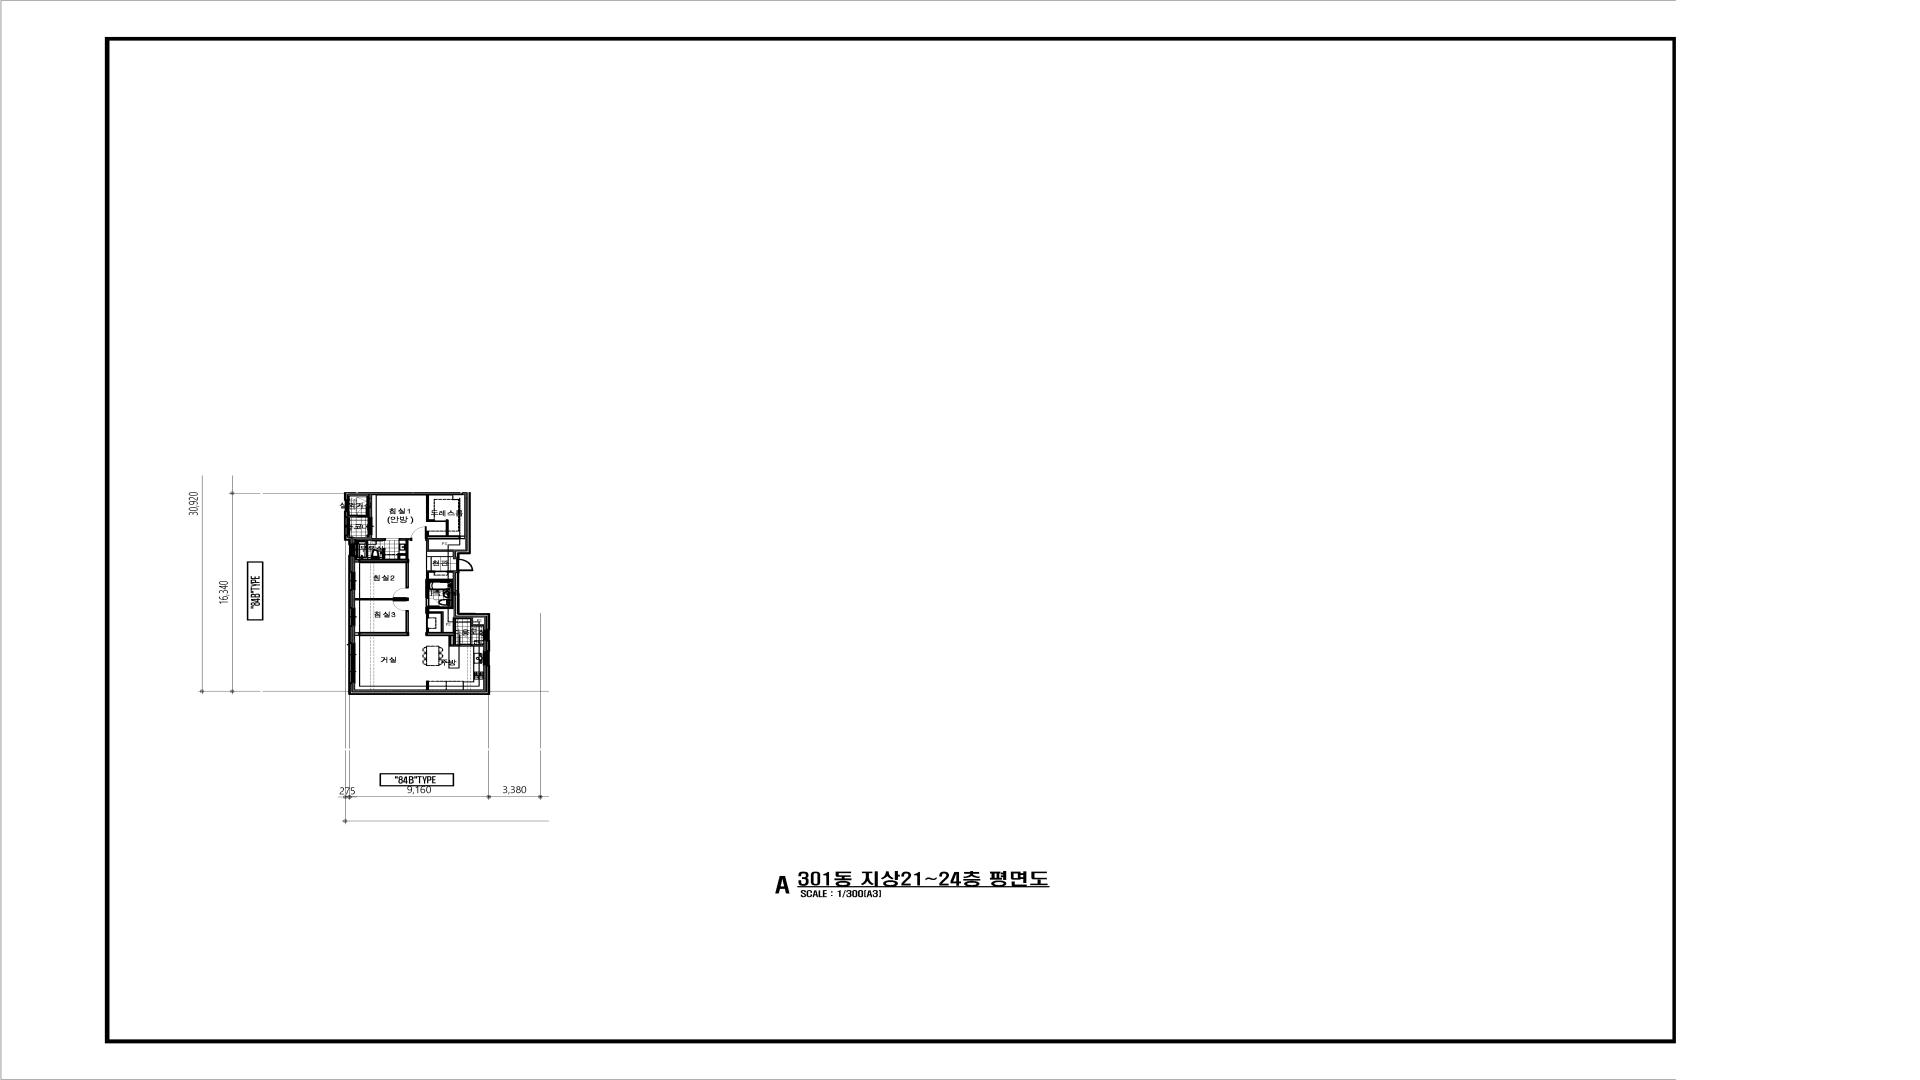 30,920
16,340
"84B"TYPE
침실1
(안방)
드레스룸
현관
침실2
침실3
거실
주방
"84B"TYPE
275
9,160
3,380
A
301동 지상21~24층 평면도
SCALE : 1/300[A3]